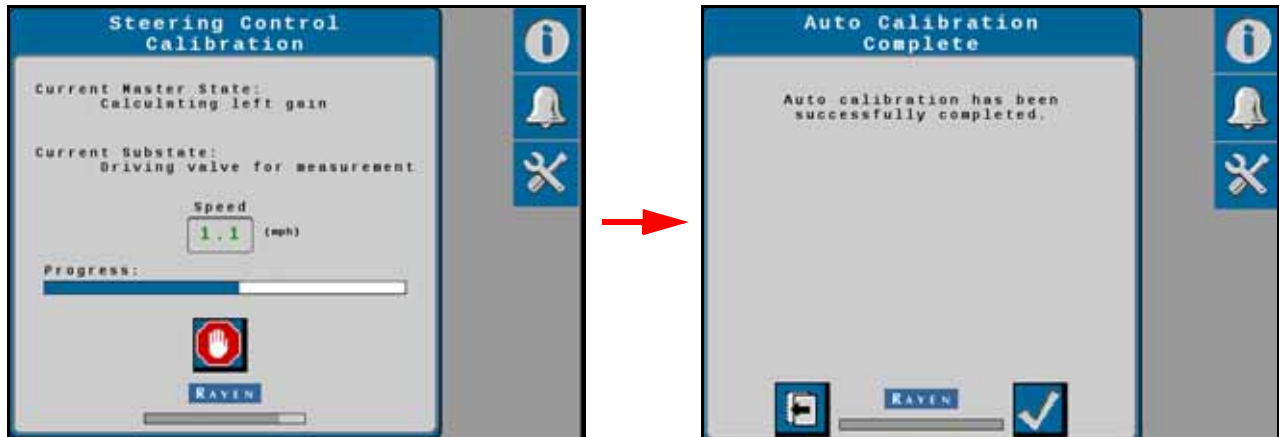 Steering Control
Calibration
Current Master State:
Calculating left gain
Current Substate:
Driving valve for measurement
Speed
1.1 (mph)
Progress:
RAVEN
Auto Calibration
Complete
Auto calibration has been
successfully completed.
RAVEN